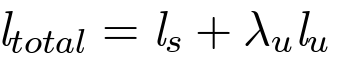 $l_{total} = l_s + \lambda_u l_u$